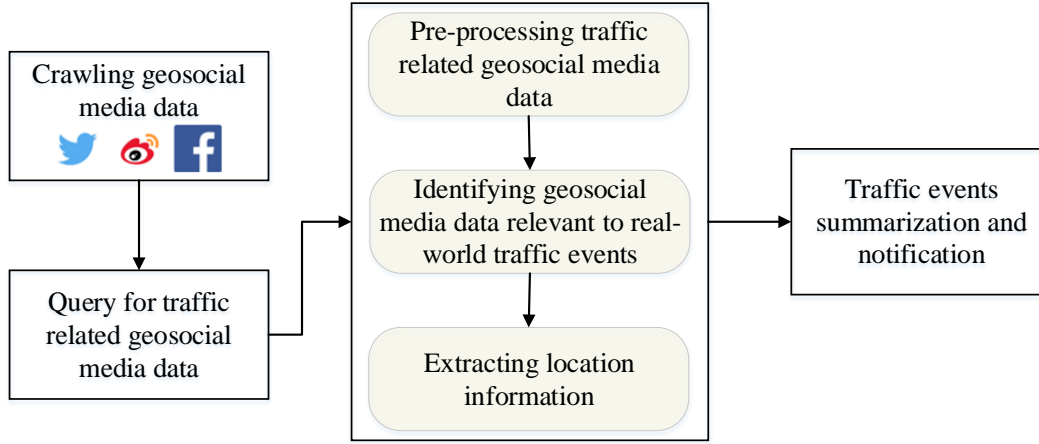 Crawling geosocial
media data
Query for traffic
related geosocial
media data
Pre-processing traffic
related geosocial media
data
Identifying geosocial
media data relevant to real-
world traffic events
Extracting location
information
Traffic events
summarization and
notification